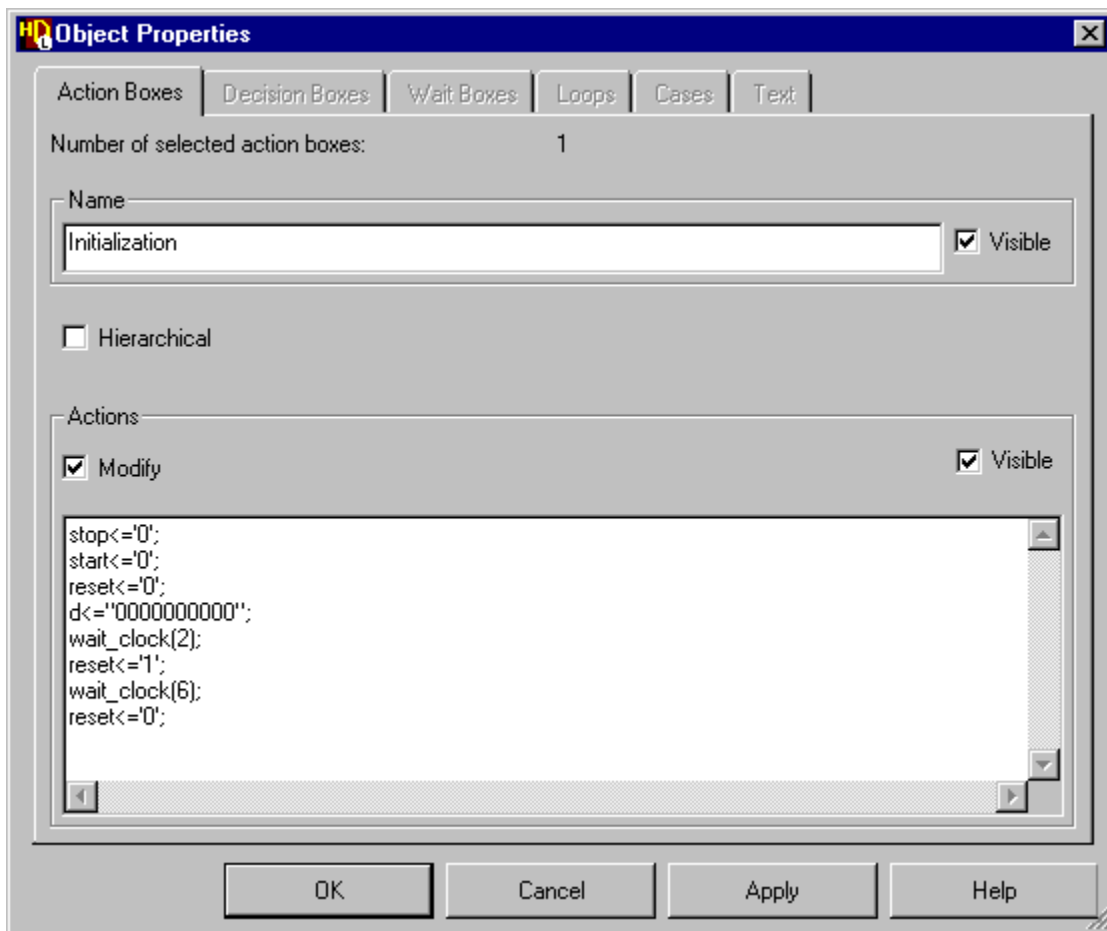 HDL Object Properties
Action Boxes Decision Boxes Wait Boxes Loops Cases Text
Number of selected action boxes: 1
Name
Initialization Visible
Hierarchical
Actions
Modify Visible
stop<='0';
start<='0';
reset<='0';
d<="0000000000";
wait_clock(2);
reset<='1';
wait_clock(6);
reset<='0';
OK Cancel Apply Help